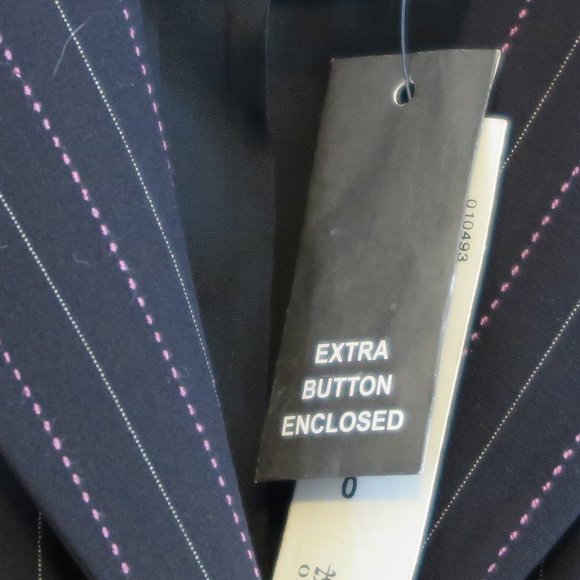 010493
EXTRA
BUTTON
ENCLOSED
0